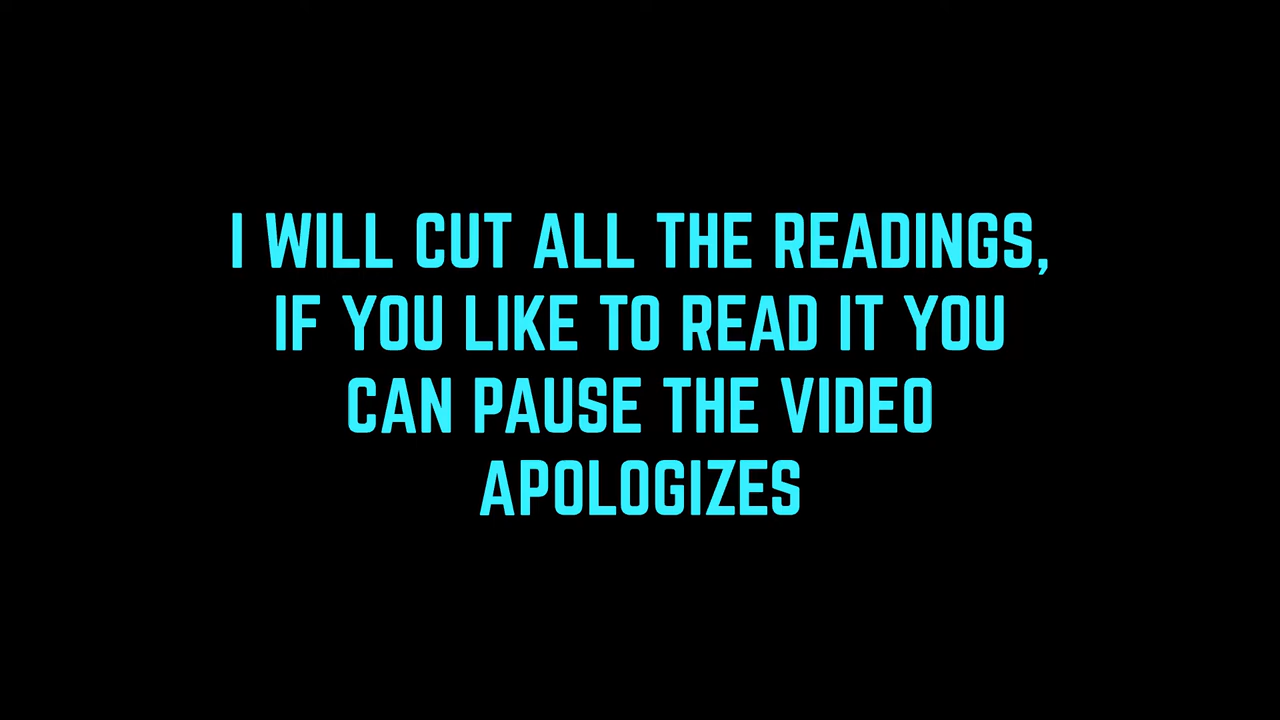 I WILL CUT ALL THE READINGS,
IF YOU LIKE TO READ IT YOU
CAN PAUSE THE VIDEO
APOLOGIZES